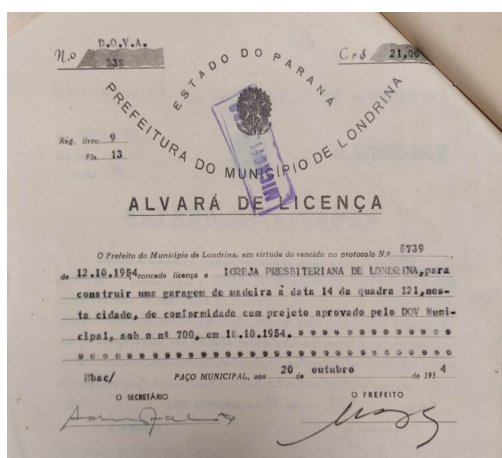 D.O.V.A.
N.o 535 Cr$ 21,00
ESTADO DO PARANÁ
PREFEITURA DO MUNICÍPIO DE LONDRINA
Reg. livro 9
Fls. 13
ALVARÁ DE LICENÇA
O Prefeito do Município de Londrina, em virtude do vencido no protocolo N.o 5739
de 12.10.1954, concede licença a IGREJA PRESBITERIANA DE LONDRINA, para
construir uma garagem de madeira à data 14 da quadra 121, nes-
ta cidade, de conformidade com projeto aprovado pelo DOV Muni-
cipal, sob o nº 700, em 18.10.1954.
Mbac/ PAÇO MUNICIPAL, aos 20 de outubro de 1954
O SECRETÁRIO O PREFEITO